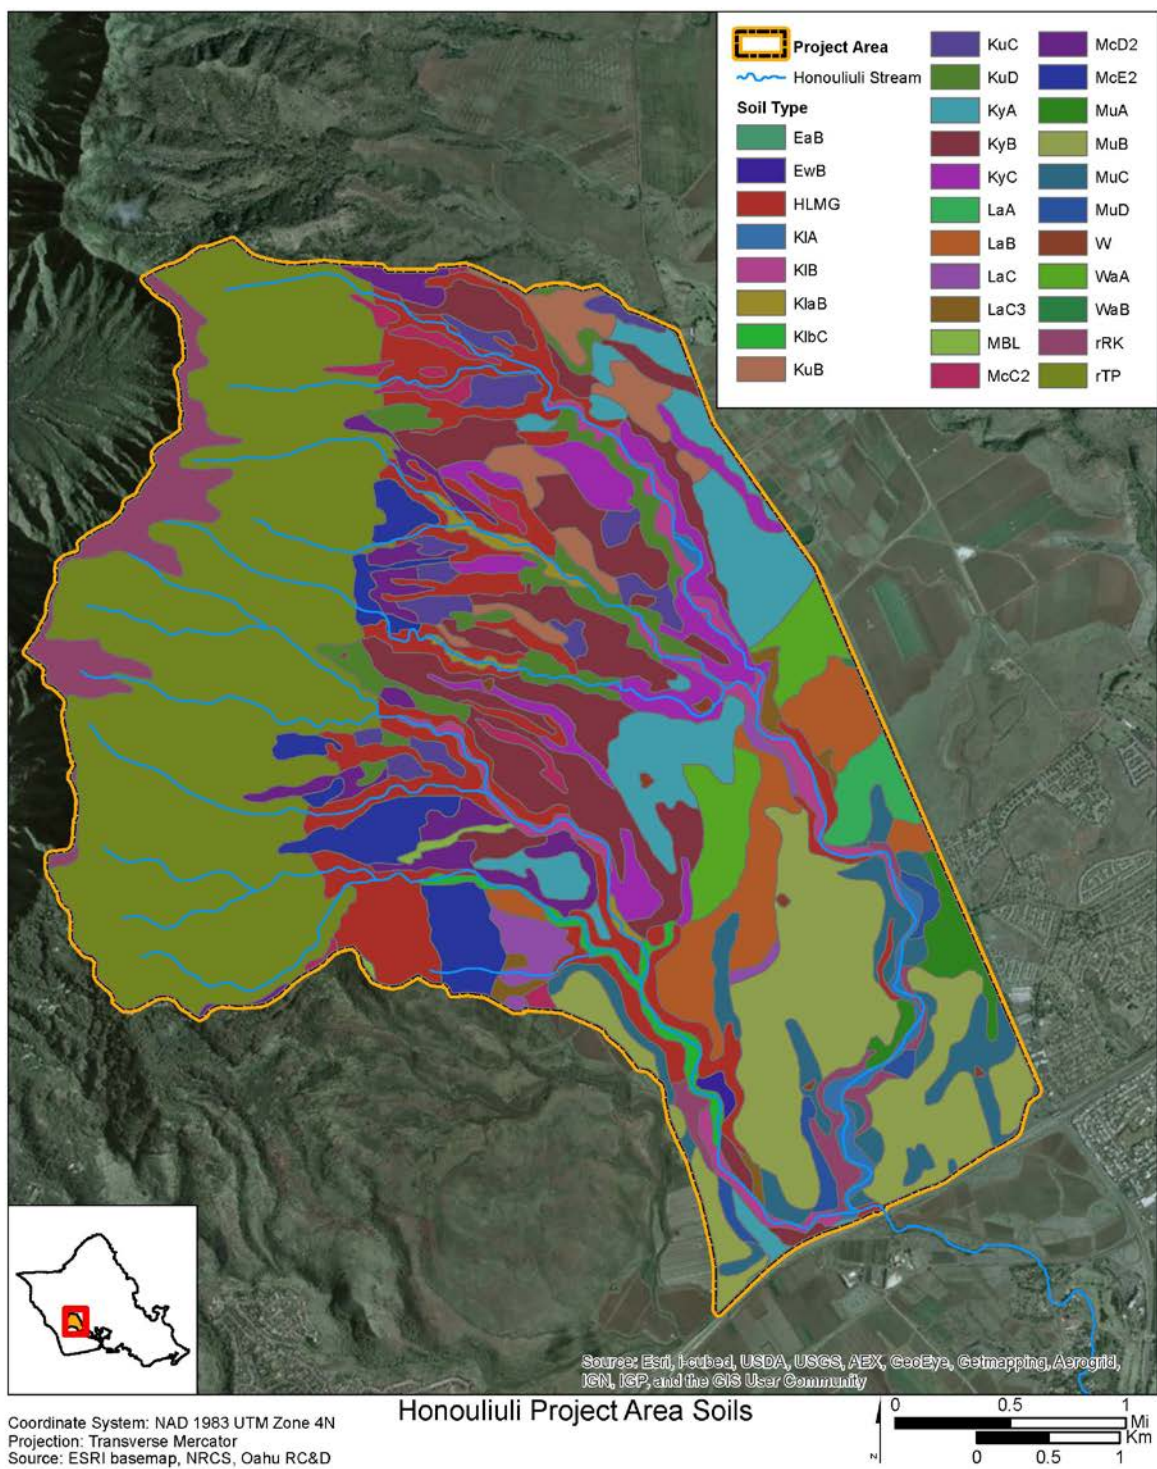 Project Area
Honouliuli Stream
Soil Type
EaB
EwB
HLMG
KlA
KlB
KlaB
KlbC
KuB
KuC
KuD
KyA
KyB
KyC
LaA
LaB
LaC
LaC3
MBL
McC2
McD2
McE2
MuA
MuB
MuC
MuD
W
WaA
WaB
rRK
rTP
Source: Esri, i-cubed, USDA, USGS, AEX, GeoEye, Getmapping, Aerogrid,
IGN, IGP, and the GIS User Community
Honouliuli Project Area Soils
Coordinate System: NAD 1983 UTM Zone 4N
Projection: Transverse Mercator
Source: ESRI basemap, NRCS, Oahu RC&D
z
0 0.5 1
Mi
Km
0 0.5 1